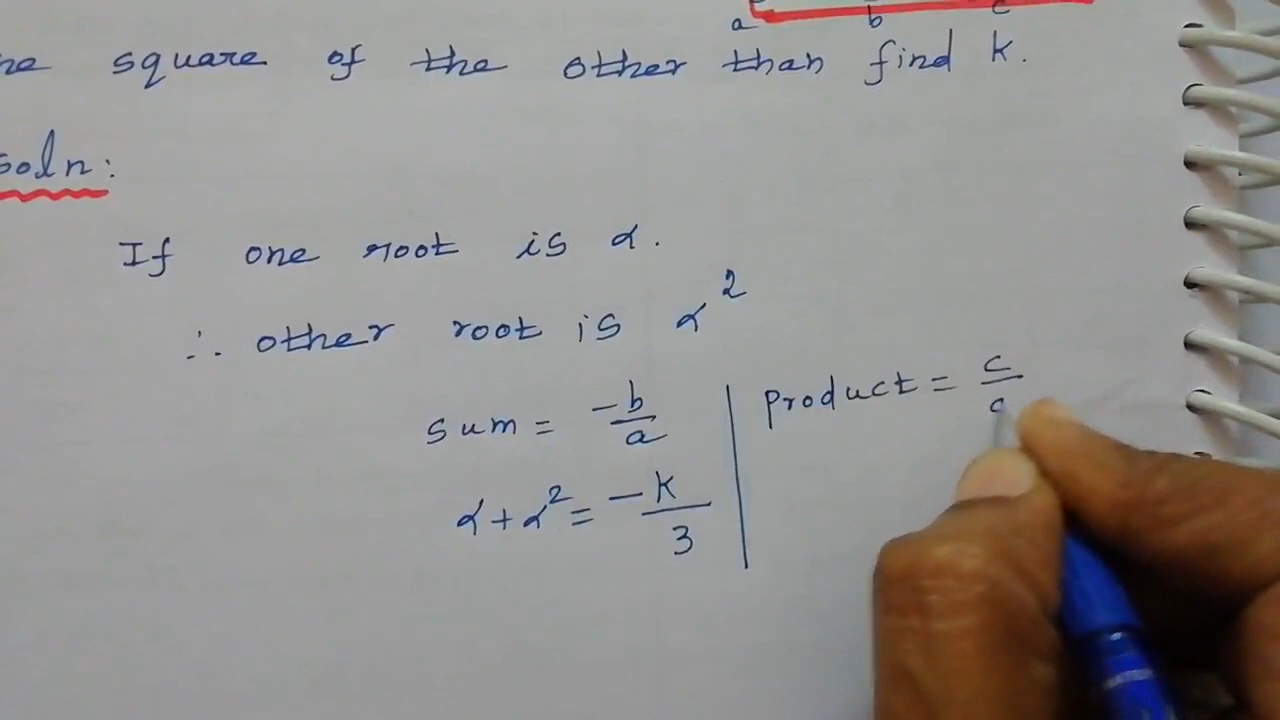 a b c
square of the other than find k.
soln:
If one root is α.
∴ other root is α²
sum = -b/a
product = c/a
α+α² = -k/3